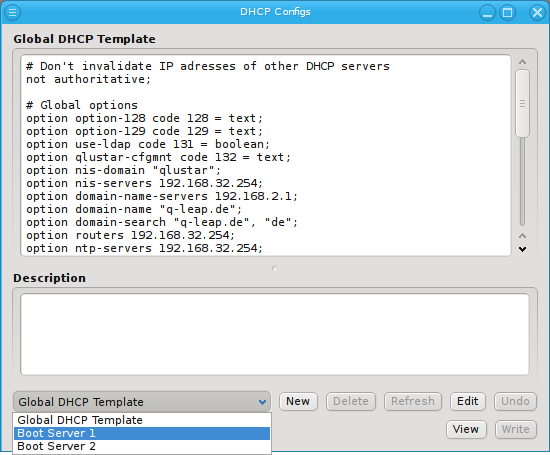 DHCP Configs
Global DHCP Template
# Don't invalidate IP adresses of other DHCP servers
not authoritative;
# Global options
option option-128 code 128 = text;
option option-129 code 129 = text;
option use-ldap code 131 = boolean;
option qlustar-cfgmnt code 132 = text;
option nis-domain "qlustar";
option nis-servers 192.168.32.254;
option domain-name-servers 192.168.2.1;
option domain-name "q-leap.de";
option domain-search "q-leap.de", "de";
option routers 192.168.32.254;
option ntp-servers 192.168.32.254;
Description
Global DHCP Template New Delete Refresh Edit Undo
Global DHCP Template
Boot Server 1 View Write
Boot Server 2